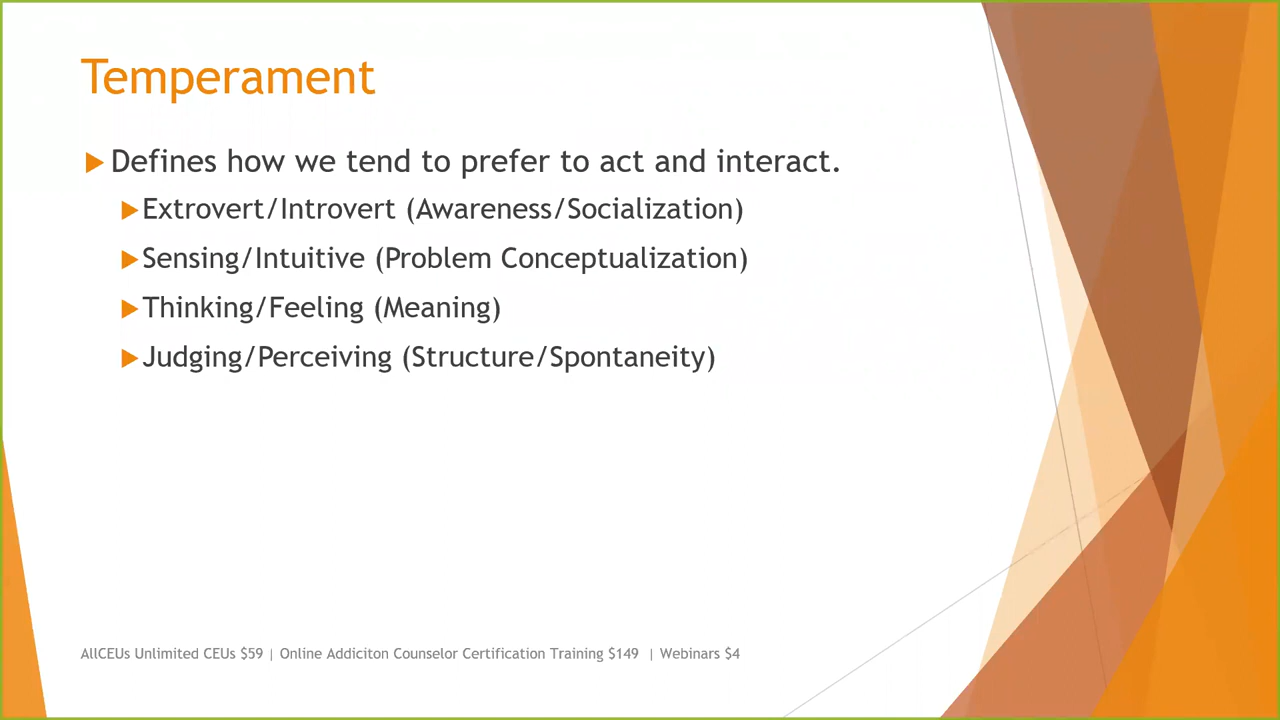 Temperament
Defines how we tend to prefer to act and interact.
Extrovert/Introvert (Awareness/Socialization)
Sensing/Intuitive (Problem Conceptualization)
Thinking/Feeling (Meaning)
Judging/Perceiving (Structure/Spontaneity)
AllCEUs Unlimited CEUs $59 | Online Addiciton Counselor Certification Training $149 | Webinars $4